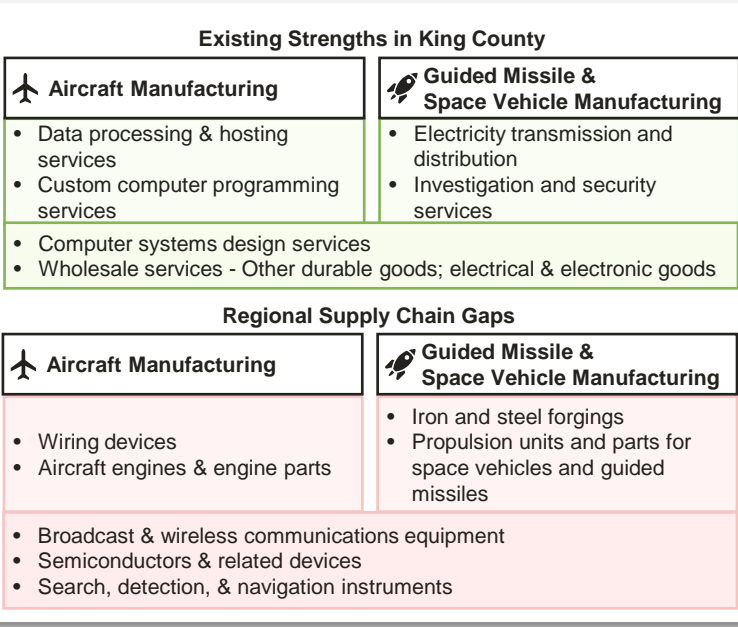 Existing Strengths in King County
Aircraft Manufacturing
Guided Missile &
Space Vehicle Manufacturing
• Data processing & hosting
services
• Custom computer programming
services
• Electricity transmission and
distribution
• Investigation and security
services
• Computer systems design services
• Wholesale services - Other durable goods; electrical & electronic goods
Regional Supply Chain Gaps
Aircraft Manufacturing
Guided Missile &
Space Vehicle Manufacturing
• Wiring devices
• Aircraft engines & engine parts
• Iron and steel forgings
• Propulsion units and parts for
space vehicles and guided
missiles
• Broadcast & wireless communications equipment
• Semiconductors & related devices
• Search, detection, & navigation instruments